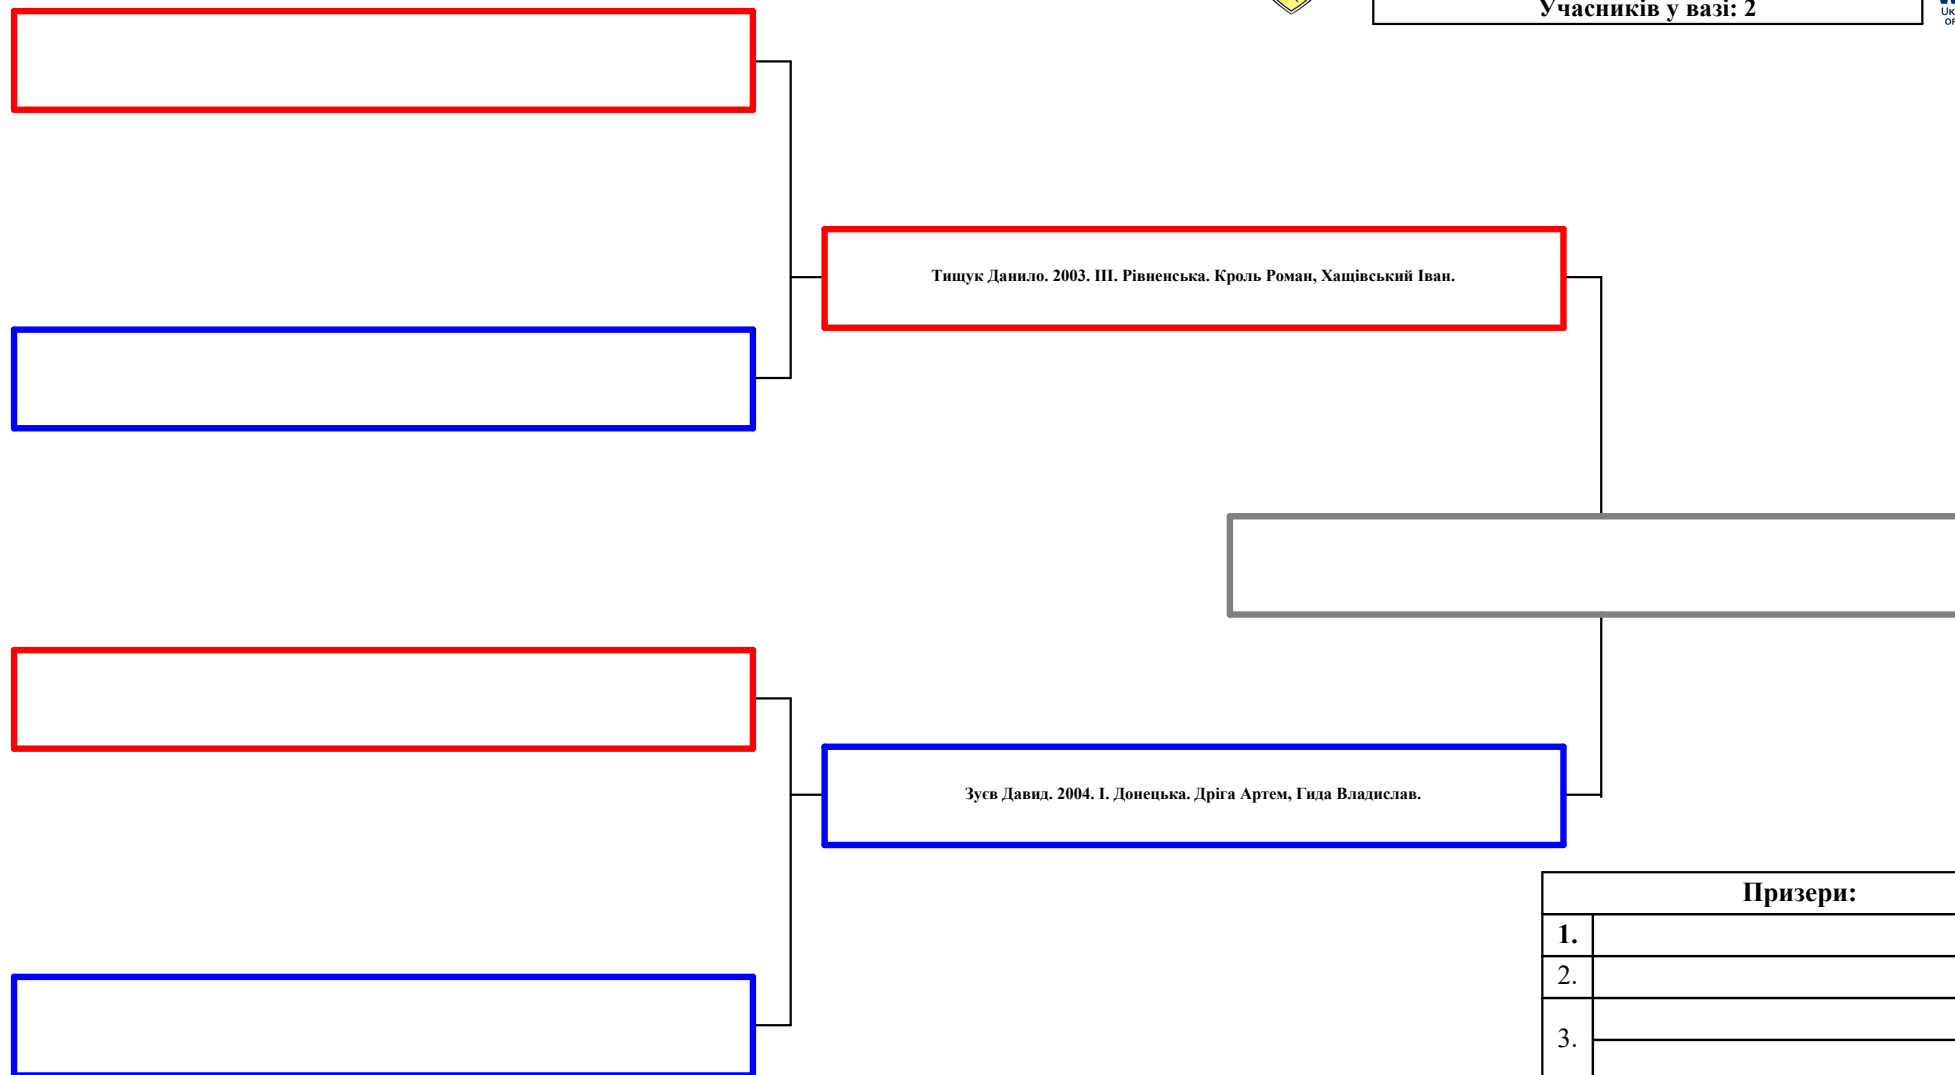 Учасників у вазі: 2
Тищук Данило. 2003. ІІІ. Рівненська. Кроль Роман, Хащівський Іван.
Зуєв Давид. 2004. І. Донецька. Дріга Артем, Гида Владислав.
Призери:
1.
2.
3.